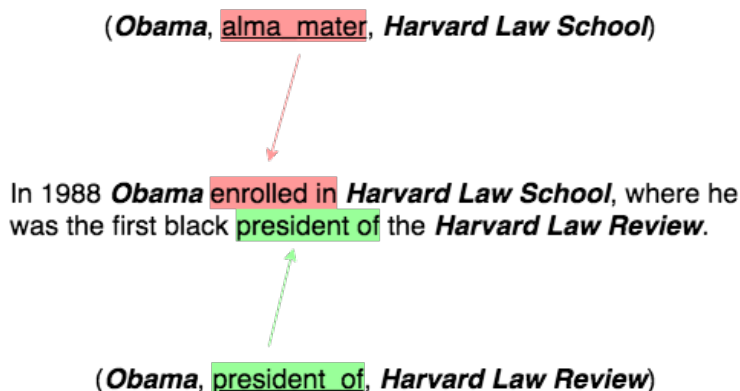 (Obama, alma_mater, Harvard Law School)
In 1988 Obama enrolled in Harvard Law School, where he
was the first black president of the Harvard Law Review.
(Obama, president_of, Harvard Law Review)